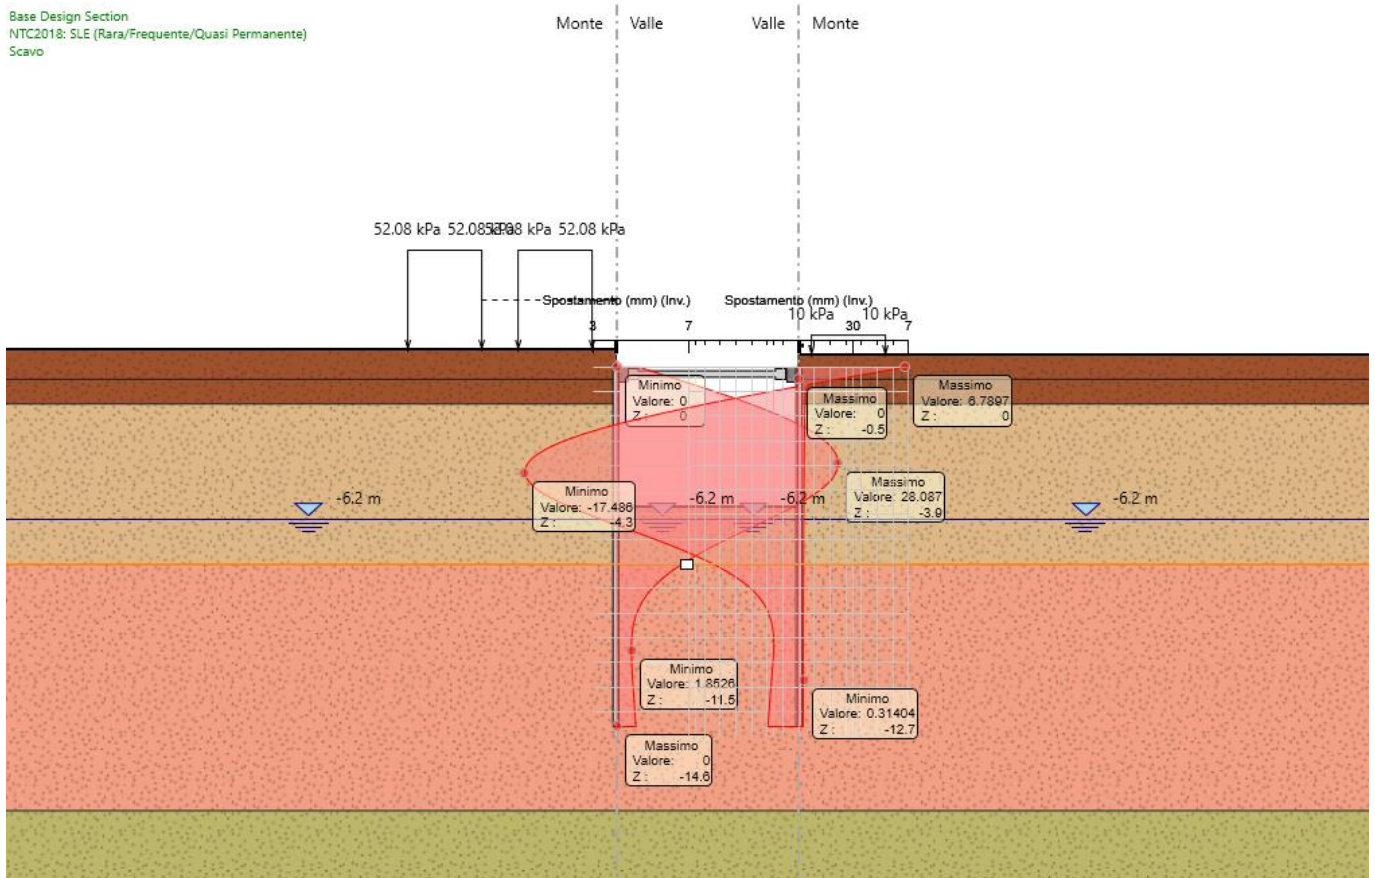 Base Design Section
NTC2018: SLE (Rara/Frequente/Quasi Permanente)
Scavo
Monte Valle Valle Monte
52.08 kPa 52.08 kPa 52.08 kPa 52.08 kPa
Spostamento (mm) (Inv.) Spostamento (mm) (Inv.)
10 kPa 10 kPa
3 7 30 7
Minimo
Valore: 0
Z : 0
Massimo
Valore: 0
Z : -0.5
Massimo
Valore: 6.7897
Z : 0
Minimo
Valore: -17.486
Z : -4.3
Massimo
Valore: 28.087
Z : -3.9
-6.2 m -6.2 m -6.2 m -6.2 m
Minimo
Valore: 1.8526
Z : -11.5
Minimo
Valore: 0.31404
Z : -12.7
Massimo
Valore: 0
Z : -14.6